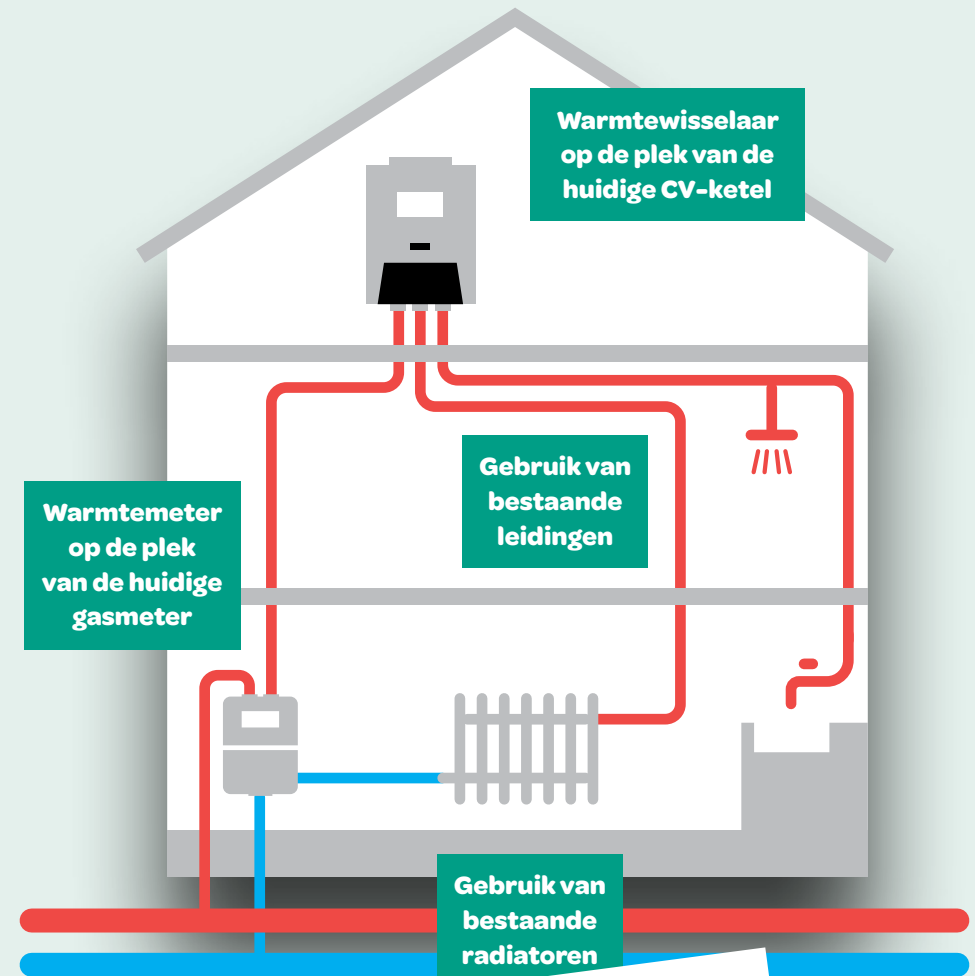 Warmtewisselaar
op de plek van de
huidige CV-ketel
Gebruik van
bestaande
leidingen
Warmtemeter
op de plek
van de huidige
gasmeter
Gebruik van
bestaande
radiatoren